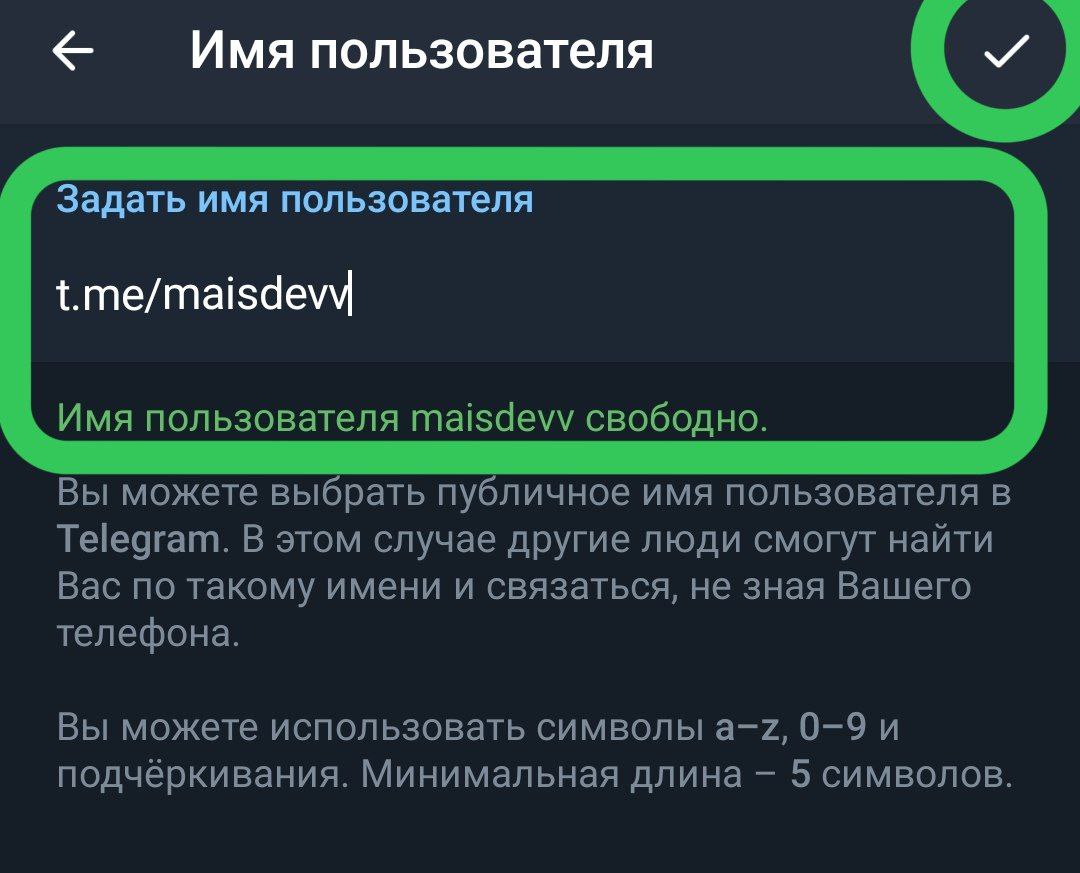 Имя пользователя
Задать имя пользователя
t.me/maisdevv
Имя пользователя maisdevv свободно.
Вы можете выбрать публичное имя пользователя в
Telegram. В этом случае другие люди смогут найти
Вас по такому имени и связаться, не зная Вашего
телефона.
Вы можете использовать символы a–z, 0–9 и
подчёркивания. Минимальная длина – 5 символов.